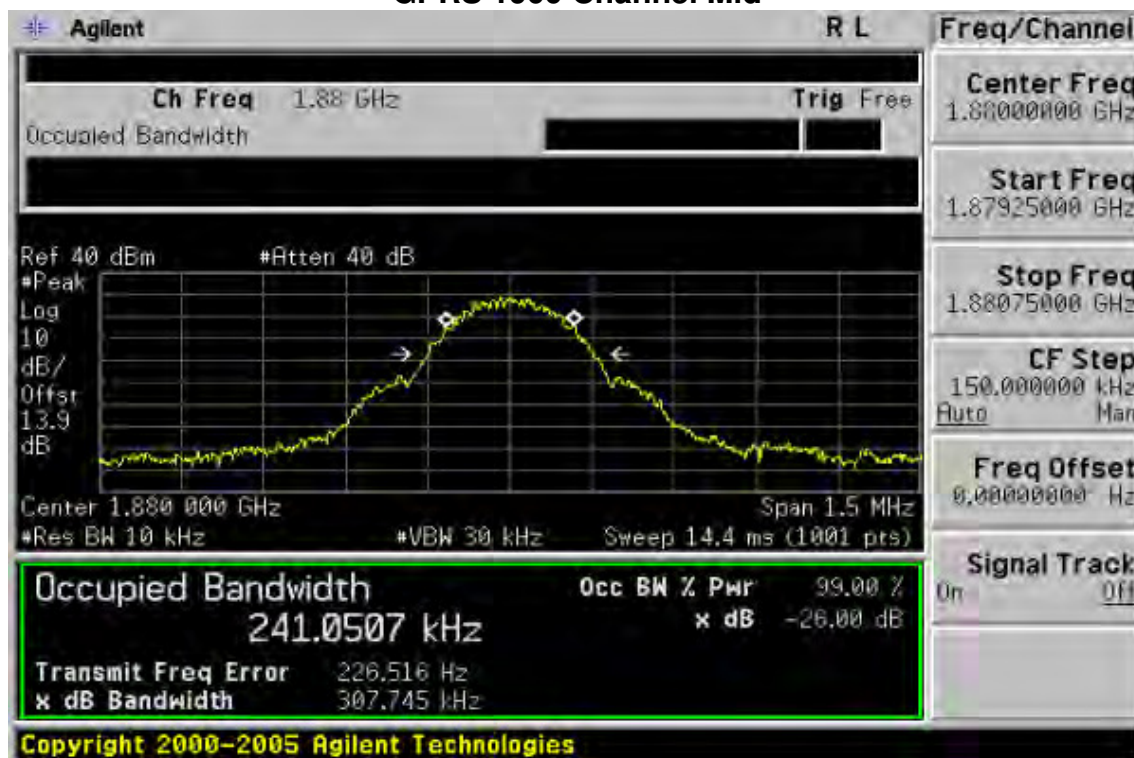 Agilent
R L
Freq/Channel
Ch Freq 1.88 GHz
Trig Free
Occupied Bandwidth
Center Freq
1.88000000 GHz
Start Freq
1.87925000 GHz
Stop Freq
1.88075000 GHz
CF Step
150.000000 kHz
Auto Man
Freq Offset
0.00000000 Hz
Signal Track
On Off
Ref 40 dBm
#Atten 40 dB
#Peak
Log
10
dB/
Offst
13.9
dB
Center 1.880 000 GHz
Span 1.5 MHz
#Res BW 10 kHz
#VBW 30 kHz
Sweep 14.4 ms (1001 pts)
Occupied Bandwidth
241.0507 kHz
Occ BW % Pwr 99.00 %
x dB -26.00 dB
Transmit Freq Error 226.516 Hz
x dB Bandwidth 307.745 kHz
Copyright 2000-2005 Agilent Technologies